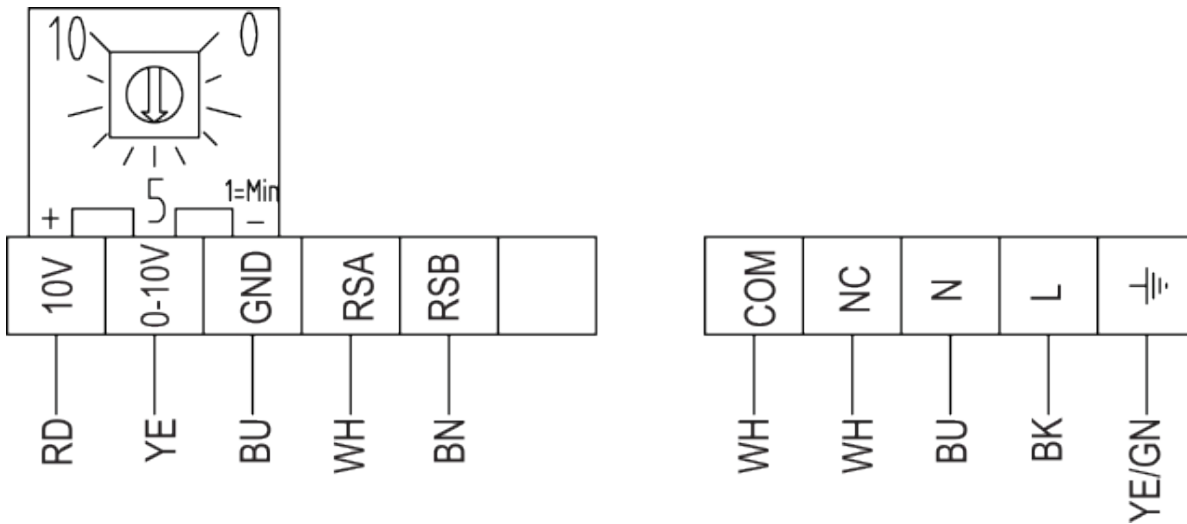 10 0
5 1=Min
+ -
10V 0-10V GND RSA RSB COM NC N L
RD YE BU WH BN WH WH BU BK YE/GN